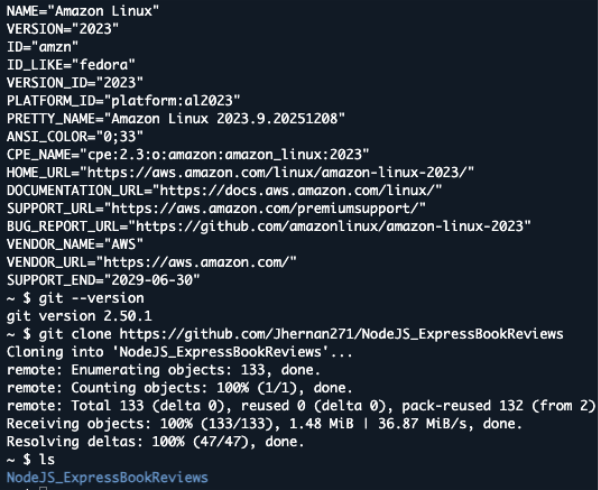 NAME="Amazon Linux"
VERSION="2023"
ID="amzn"
ID_LIKE="fedora"
VERSION_ID="2023"
PLATFORM_ID="platform:al2023"
PRETTY_NAME="Amazon Linux 2023.9.20251208"
ANSI_COLOR="0;33"
CPE_NAME="cpe:2.3:o:amazon:amazon_linux:2023"
HOME_URL="https://aws.amazon.com/linux/amazon-linux-2023/"
DOCUMENTATION_URL="https://docs.aws.amazon.com/linux/"
SUPPORT_URL="https://aws.amazon.com/premiumsupport/"
BUG_REPORT_URL="https://github.com/amazonlinux/amazon-linux-2023"
VENDOR_NAME="AWS"
VENDOR_URL="https://aws.amazon.com/"
SUPPORT_END="2029-06-30"
~ $ git --version
git version 2.50.1
~ $ git clone https://github.com/Jhernan271/NodeJS_ExpressBookReviews
Cloning into 'NodeJS_ExpressBookReviews'...
remote: Enumerating objects: 133, done.
remote: Counting objects: 100% (1/1), done.
remote: Total 133 (delta 0), reused 0 (delta 0), pack-reused 132 (from 2)
Receiving objects: 100% (133/133), 1.48 MiB | 36.87 MiB/s, done.
Resolving deltas: 100% (47/47), done.
~ $ ls
NodeJS_ExpressBookReviews